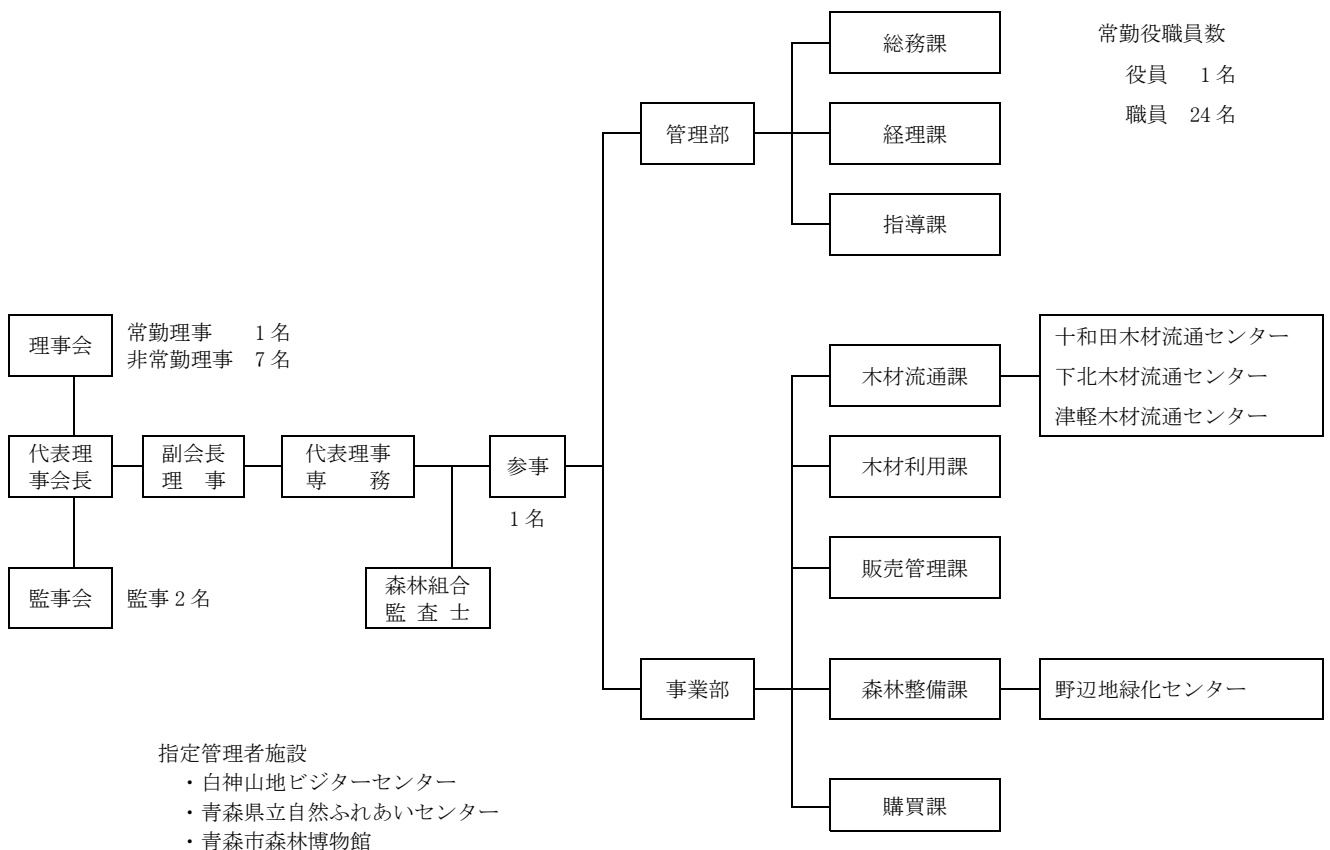 総務課
常勤役職員数
役員 1名
職員 24名
管理部
経理課
指導課
理事会
常勤理事 1名
非常勤理事 7名
木材流通課
十和田木材流通センター
下北木材流通センター
津軽木材流通センター
代表理
事会長
副会長
理 事
代表理事
専 務
参事
1名
木材利用課
販売管理課
監事会
監事2名
森林組合
監 査 士
事業部
森林整備課
野辺地緑化センター
購買課
指定管理者施設
・白神山地ビジターセンター
・青森県立自然ふれあいセンター
・青森市森林博物館